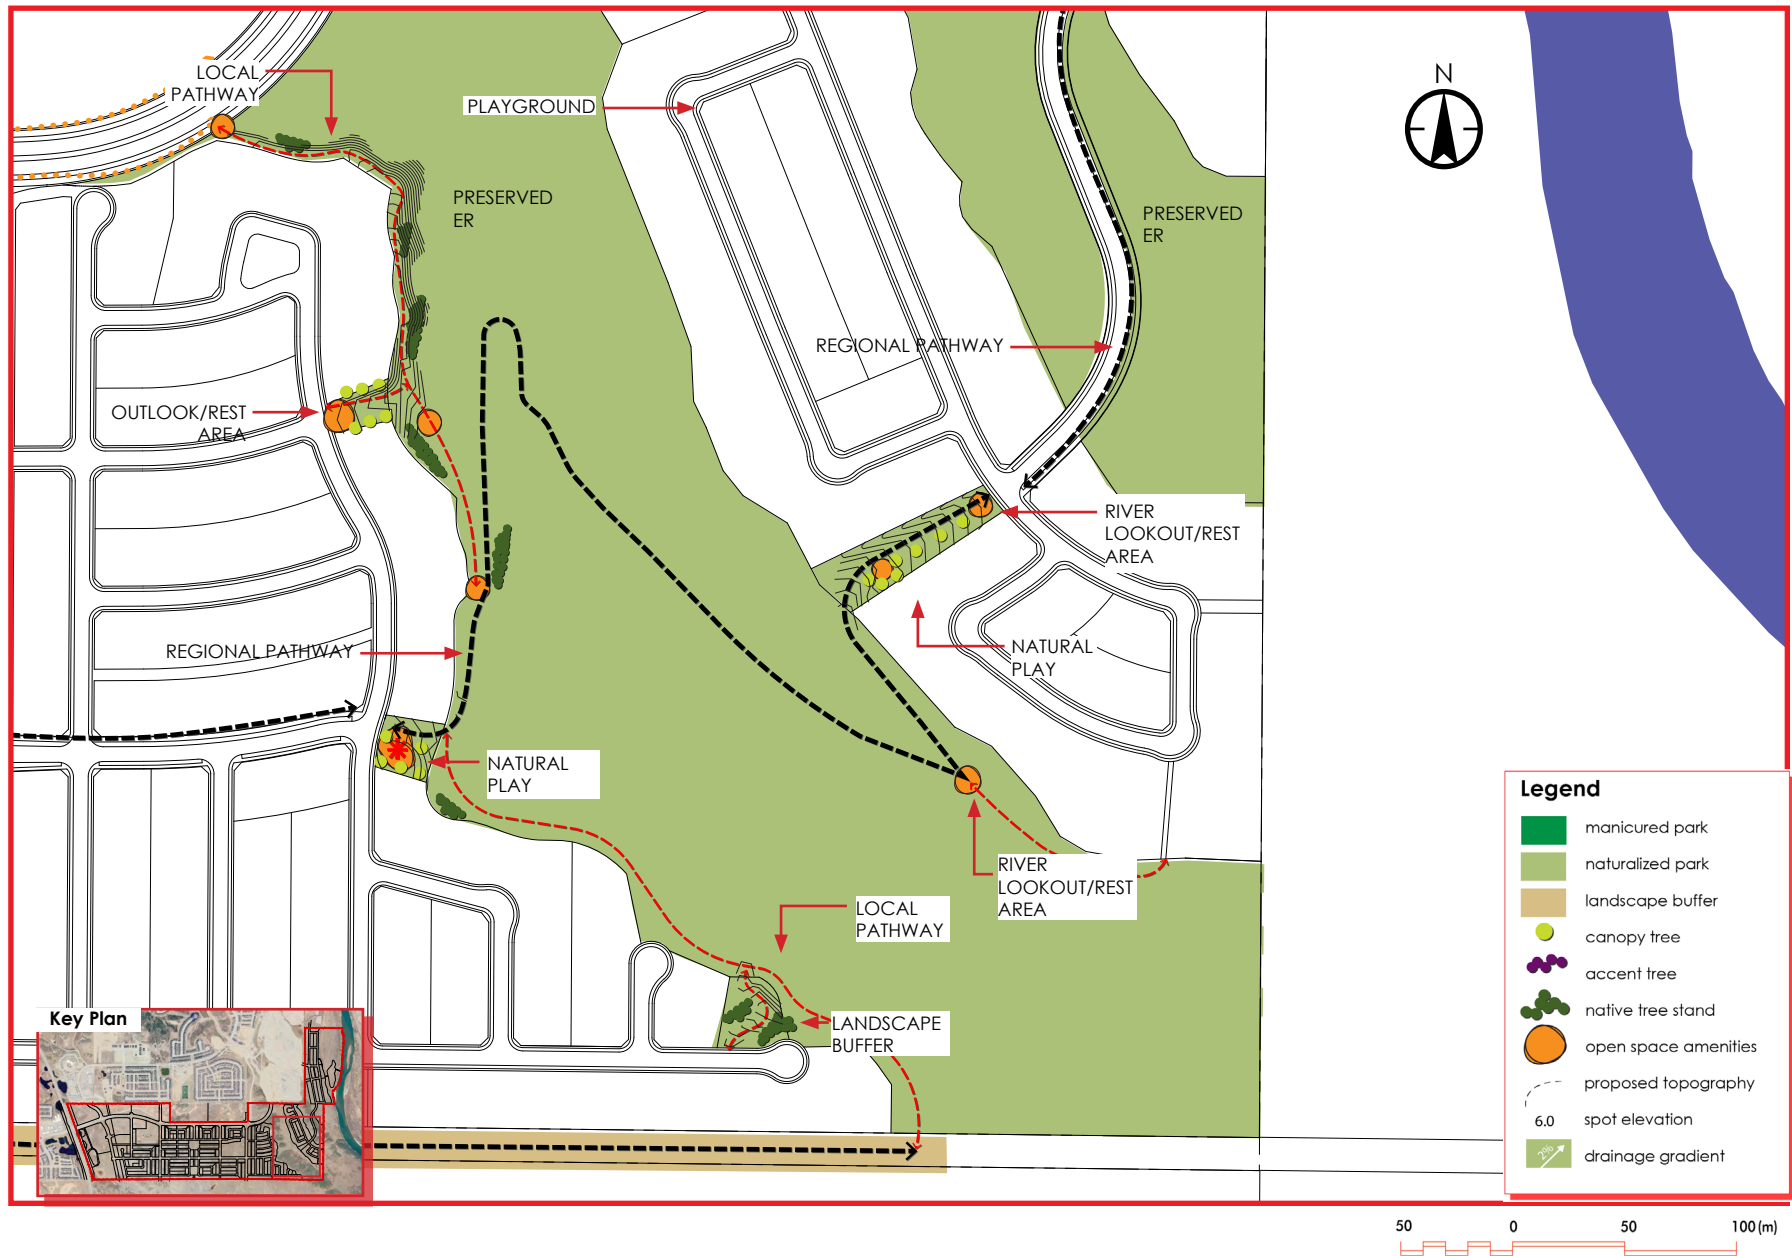 LOCAL
PATHWAY
PLAYGROUND
N
PRESERVED
ER
PRESERVED
ER
REGIONAL PATHWAY
OUTLOOK/REST
AREA
RIVER
LOOKOUT/REST
AREA
REGIONAL PATHWAY
NATURAL
PLAY
NATURAL
PLAY
RIVER
LOOKOUT/REST
AREA
LOCAL
PATHWAY
LANDSCAPE
BUFFER
Key Plan
Legend
manicured park
naturalized park
landscape buffer
canopy tree
accent tree
native tree stand
open space amenities
proposed topography
6.0 spot elevation
2% drainage gradient
50 0 50 100 (m)